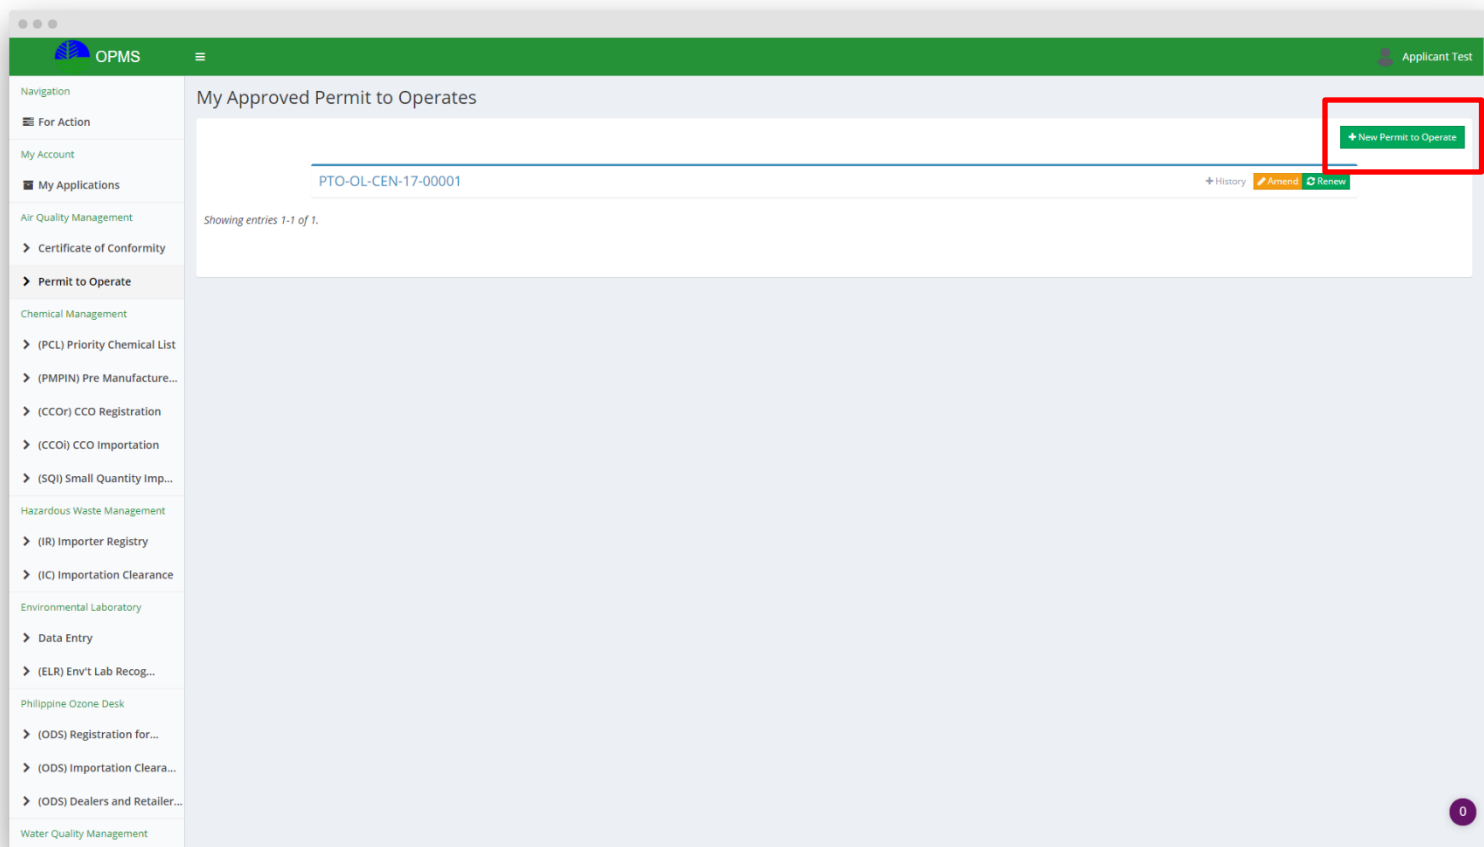 OPMS
Applicant Test
Navigation
For Action
My Account
My Applications
Air Quality Management
Certificate of Conformity
Permit to Operate
Chemical Management
(PCL) Priority Chemical List
(PMPIN) Pre Manufacture...
(CCOr) CCO Registration
(CCOi) CCO Importation
(SQI) Small Quantity Imp...
Hazardous Waste Management
(IR) Importer Registry
(IC) Importation Clearance
Environmental Laboratory
Data Entry
(ELR) Env't Lab Recog...
Philippine Ozone Desk
(ODS) Registration for...
(ODS) Importation Cleara...
(ODS) Dealers and Retailer...
Water Quality Management
My Approved Permit to Operates
+ New Permit to Operate
PTO-OL-CEN-17-00001
+ History Amend Renew
Showing entries 1-1 of 1.
0